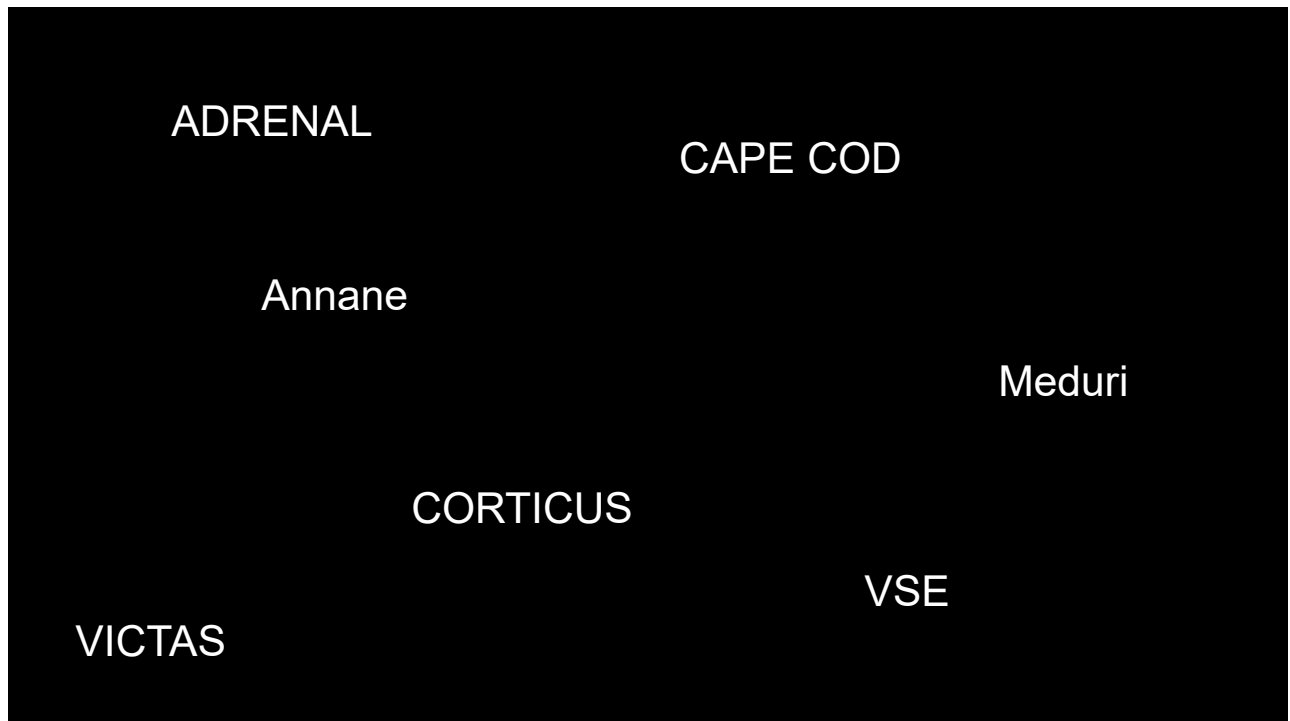 ADRENAL
CAPE COD
Annane
Meduri
CORTICUS
VSE
VICTAS